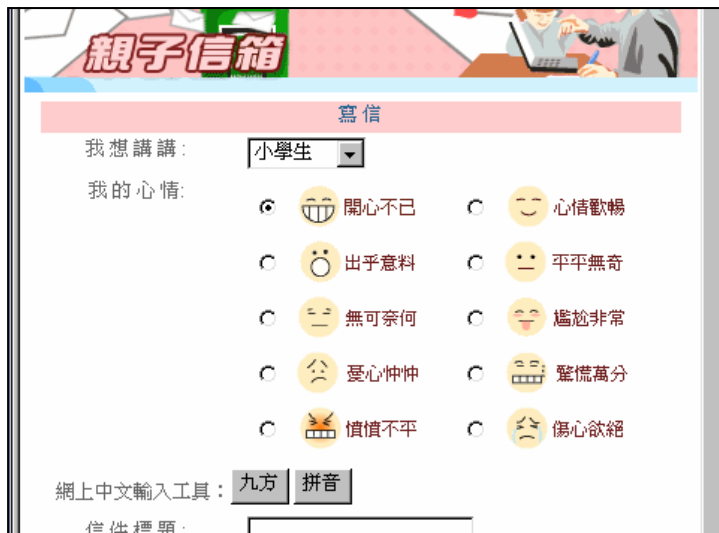 親子信箱
寫信
我想講講:
小學生
我的心情:
開心不已 心情歡暢
出乎意料 平平無奇
無可奈何 尷尬非常
憂心忡忡 驚慌萬分
憤憤不平 傷心欲絕
網上中文輸入工具: 九方 拼音
信件標題: